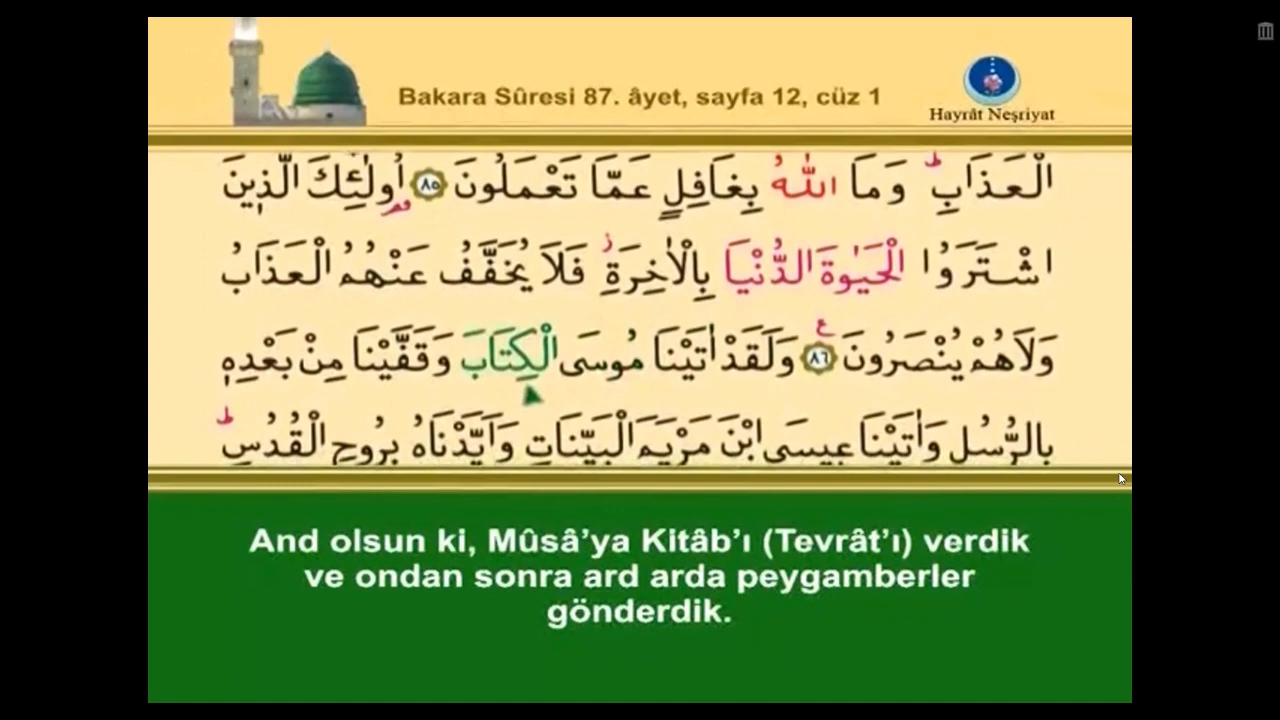 Bakara Sûresi 87. âyet, sayfa 12, cüz 1
Hayrât Neşriyat
الْعَذَابِۜ وَمَا اللّٰهُ بِغَافِلٍ عَمَّا تَعْمَلُونَ ﴿٨٥﴾ اُو۬لٰٓئِكَ الَّذ۪ينَ
اشْتَرَوُا الْحَيٰوةَ الدُّنْيَا بِالْاٰخِرَةِۘ فَلَا يُخَفَّفُ عَنْهُمُ الْعَذَابُ
وَلَا هُمْ يُنْصَرُونَ ﴿٨٦﴾ ع وَلَقَدْ اٰتَيْنَا مُوسَى الْكِتَابَ وَقَفَّيْنَا مِنْ بَعْدِه۪
بِالرُّسُلِ وَاٰتَيْنَا ع۪يسَى ابْنَ مَرْيَمَ الْبَيِّنَاتِ وَاَيَّدْنَاهُ بِرُوحِ الْقُدُسِۜ
And olsun ki, Mûsâ’ya Kitâb’ı (Tevrât’ı) verdik
ve ondan sonra ard arda peygamberler
gönderdik.